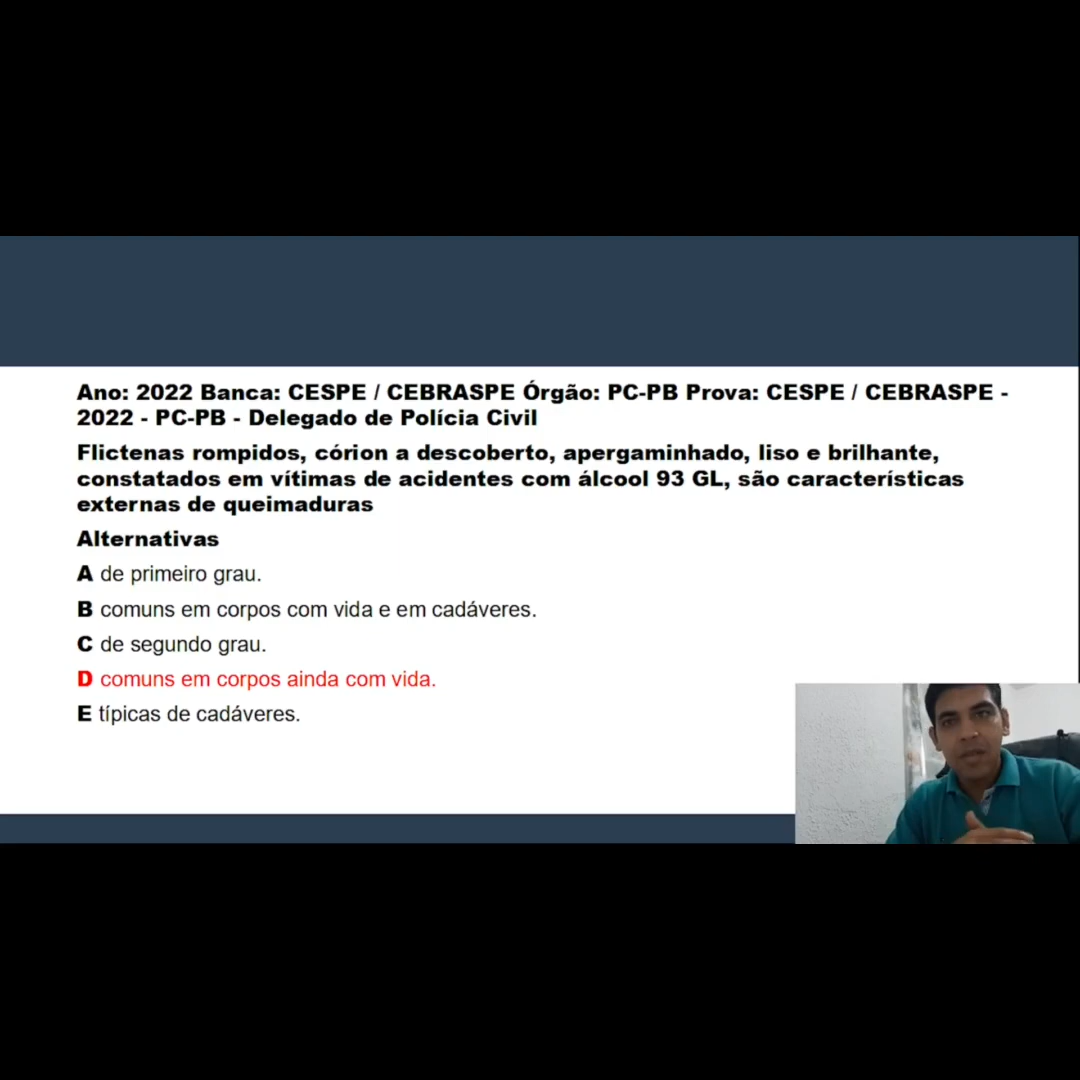 Ano: 2022 Banca: CESPE / CEBRASPE Órgão: PC-PB Prova: CESPE / CEBRASPE -
2022 - PC-PB - Delegado de Polícia Civil
Flictenas rompidos, córion a descoberto, apergaminhado, liso e brilhante,
constatados em vítimas de acidentes com álcool 93 GL, são características
externas de queimaduras
Alternativas
A de primeiro grau.
B comuns em corpos com vida e em cadáveres.
C de segundo grau.
D comuns em corpos ainda com vida.
E típicas de cadáveres.